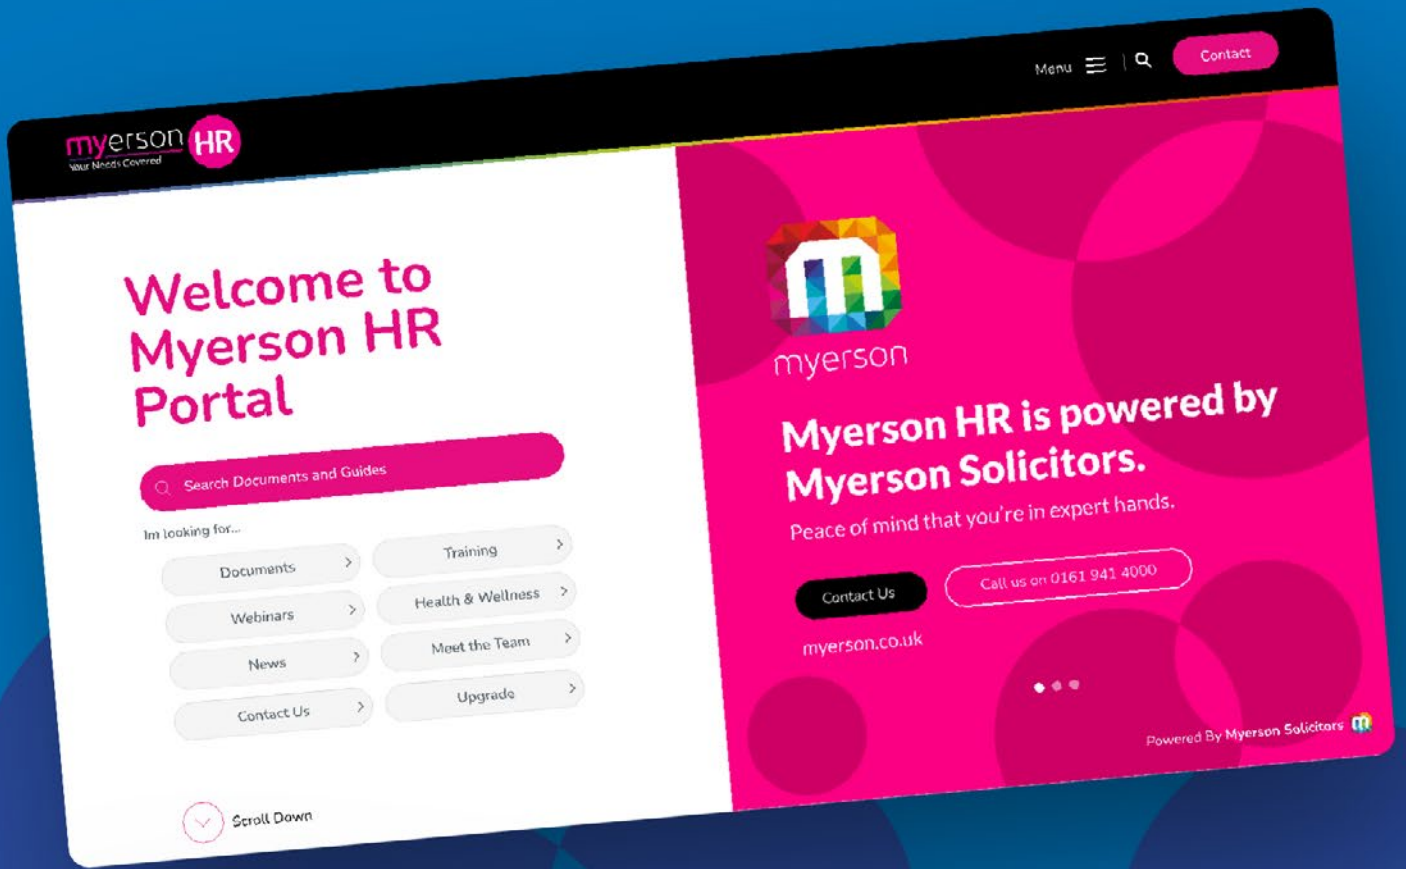 myerson HR
Your Needs Covered
Menu
Contact
Welcome to
Myerson HR
Portal
Search Documents and Guides
Im looking for...
Documents
Training
Webinars
Health & Wellness
News
Meet the Team
Contact Us
Upgrade
Scroll Down
m
myerson
Myerson HR is powered by
Myerson Solicitors.
Peace of mind that you're in expert hands.
Contact Us
Call us on 0161 941 4000
myerson.co.uk
Powered By Myerson Solicitors m